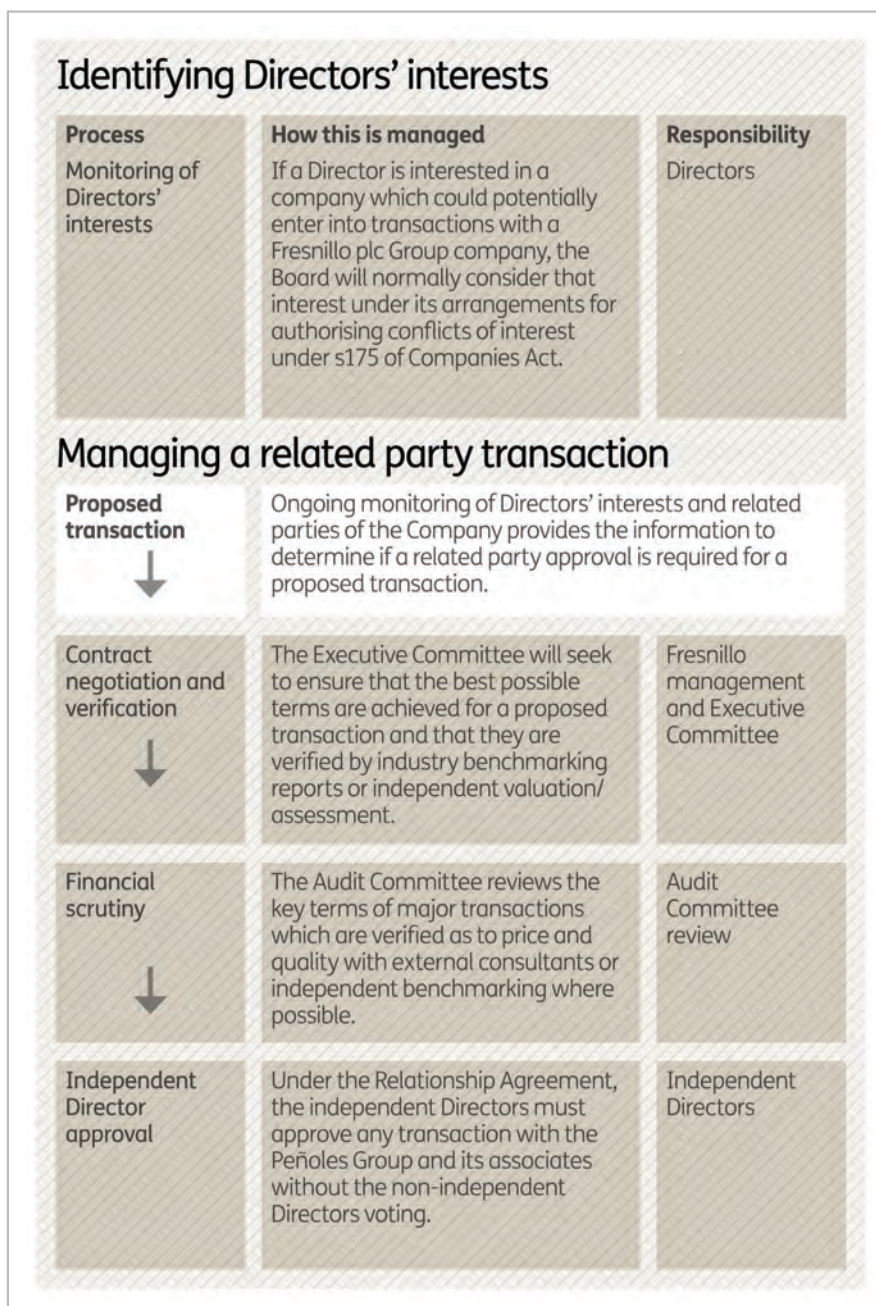 Identifying Directors' interests
Process
Monitoring of
Directors'
interests
How this is managed
If a Director is interested in a
company which could potentially
enter into transactions with a
Fresnillo plc Group company, the
Board will normally consider that
interest under its arrangements for
authorising conflicts of interest
under s175 of Companies Act.
Responsibility
Directors
Managing a related party transaction
Proposed
transaction
Ongoing monitoring of Directors' interests and related
parties of the Company provides the information to
determine if a related party approval is required for a
proposed transaction.
Contract
negotiation and
verification
The Executive Committee will seek
to ensure that the best possible
terms are achieved for a proposed
transaction and that they are
verified by industry benchmarking
reports or independent valuation/
assessment.
Fresnillo
management
and Executive
Committee
Financial
scrutiny
The Audit Committee reviews the
key terms of major transactions
which are verified as to price and
quality with external consultants or
independent benchmarking where
possible.
Audit
Committee
review
Independent
Director
approval
Under the Relationship Agreement,
the independent Directors must
approve any transaction with the
Peñoles Group and its associates
without the non-independent
Directors voting.
Independent
Directors